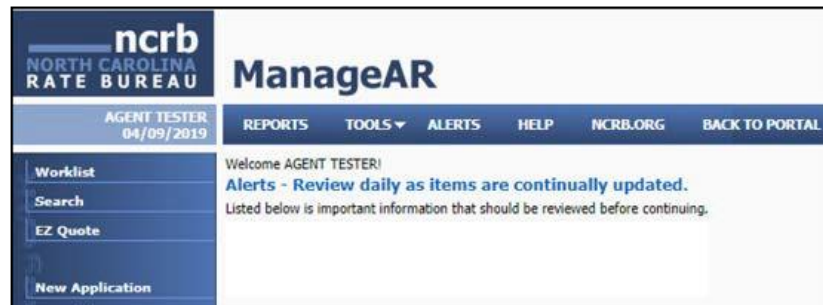 ncrb
NORTH CAROLINA
RATE BUREAU
ManageAR
AGENT TESTER
04/09/2019
REPORTS TOOLS ALERTS HELP NCRB.ORG BACK TO PORTAL
Worklist
Search
EZ Quote
New Application
Welcome AGENT TESTER!
Alerts - Review daily as items are continually updated.
Listed below is important information that should be reviewed before continuing.